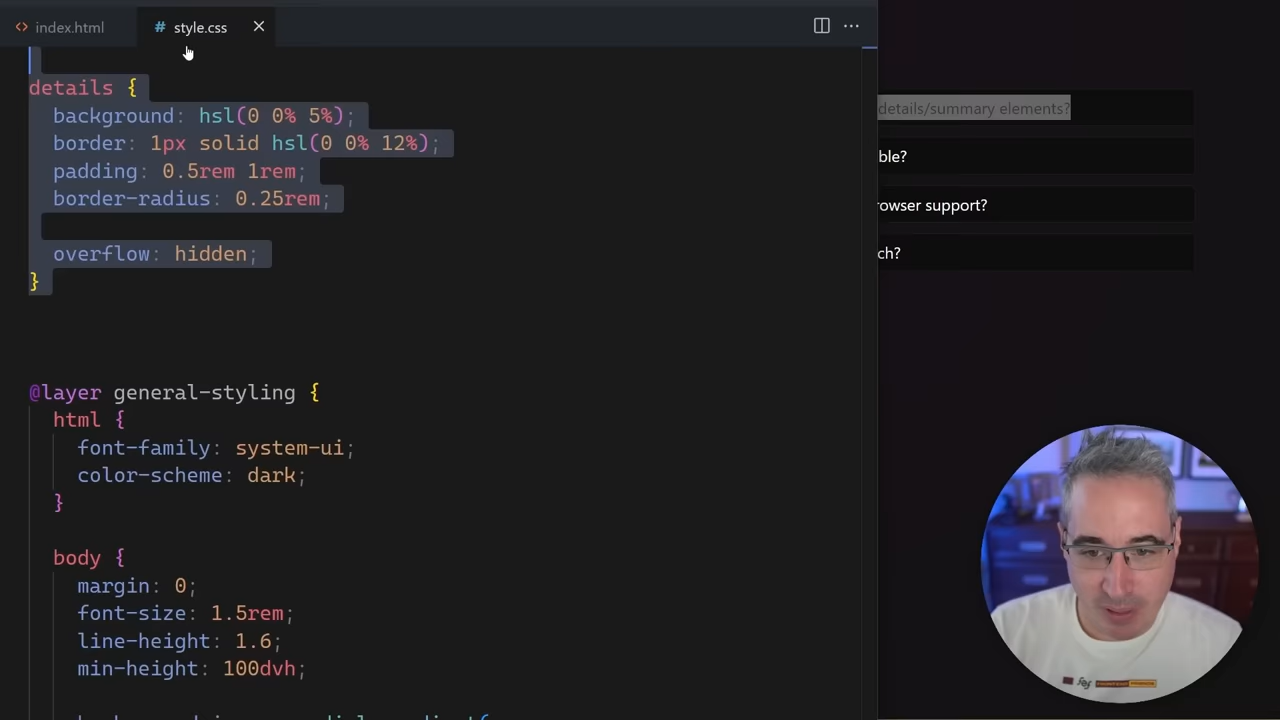 index.html
style.css
details {
background: hsl(0 0% 5%);
border: 1px solid hsl(0 0% 12%);
padding: 0.5rem 1rem;
border-radius: 0.25rem;
overflow: hidden;
}
@layer general-styling {
html {
font-family: system-ui;
color-scheme: dark;
}
body {
margin: 0;
font-size: 1.5rem;
line-height: 1.6;
min-height: 100dvh;
details/summary elements?
ble?
rowser support?
ch?